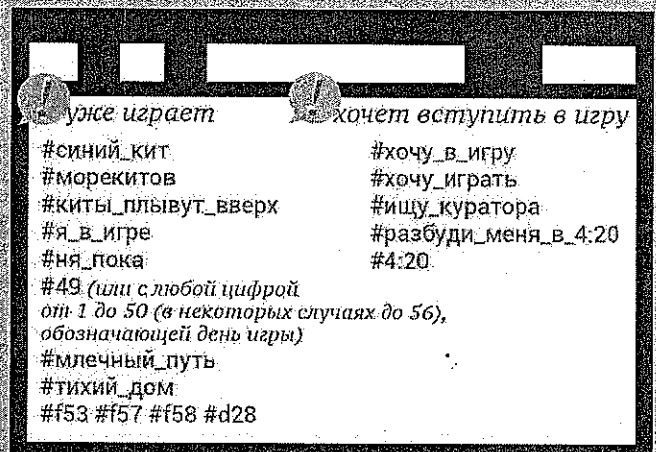 уже играет
#синий_кит
#морекитов
#киты_плывут_вверх
#я_в_игре
#ня_пока
#49 (или с любой цифрой
от 1 до 50 (в некоторых случаях до 56),
обозначающей день игры)
#млечный_путь
#тихий_дом
#f53 #f57 #f58 #d28
хочет вступить в игру
#хочу_в_игру
#хочу_играть
#ищу_куратора
#разбуди_меня_в_4:20
#4:20